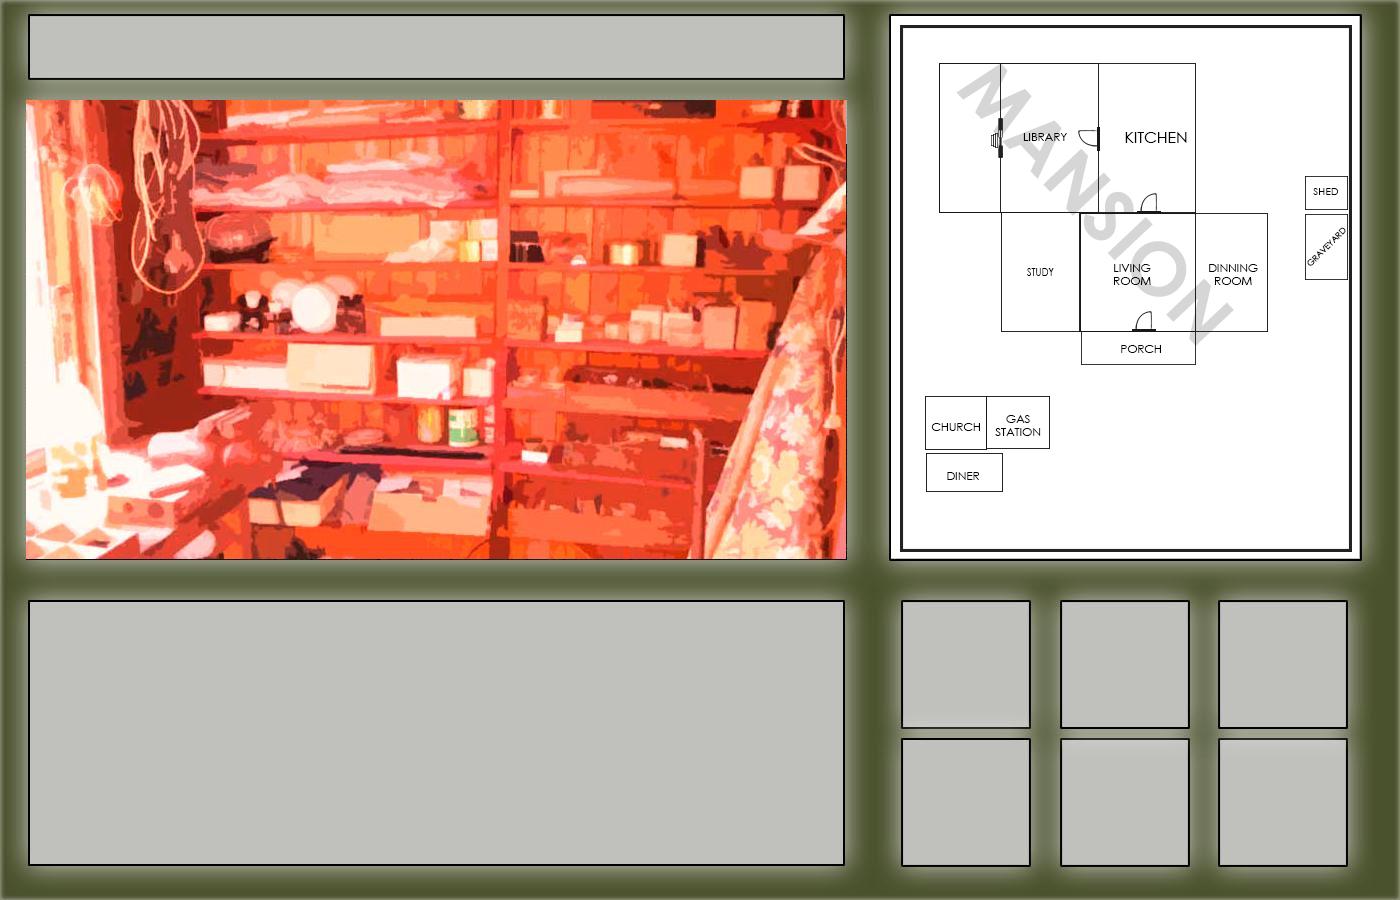 MANSION
LIBRARY
KITCHEN
SHED
GRAVEYARD
STUDY
LIVING
ROOM
DINNING
ROOM
PORCH
CHURCH
GAS
STATION
DINER